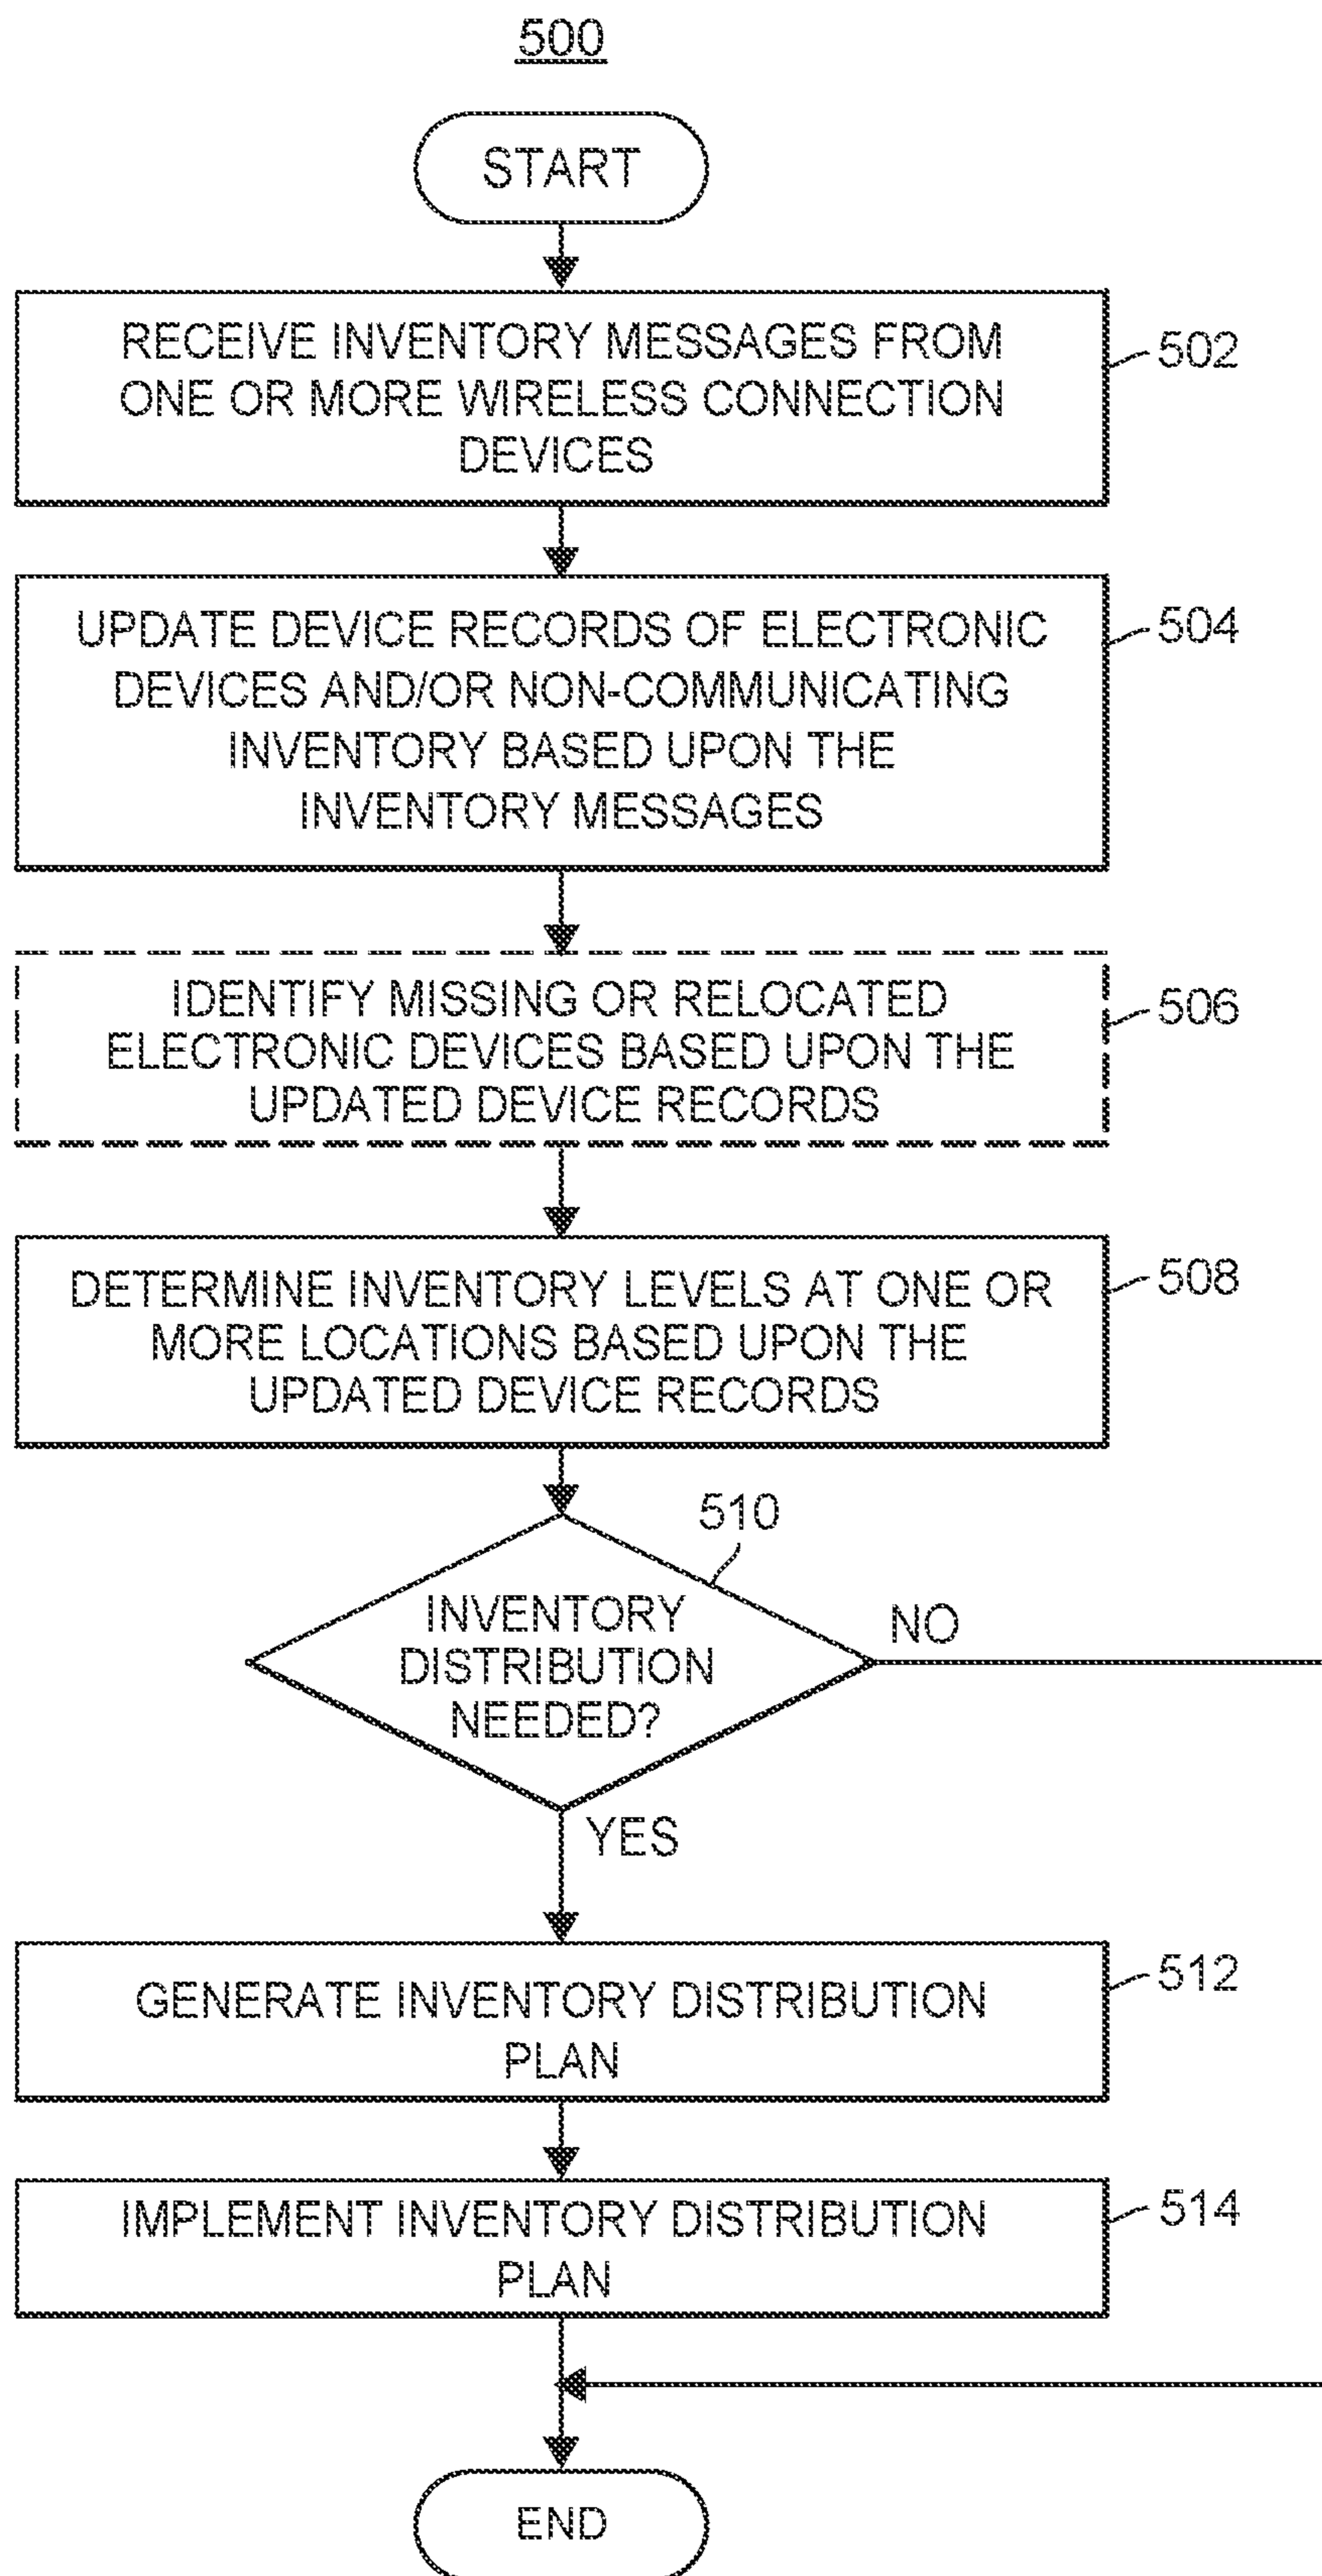 500
START
RECEIVE INVENTORY MESSAGES FROM
ONE OR MORE WIRELESS CONNECTION
DEVICES
502
UPDATE DEVICE RECORDS OF ELECTRONIC
DEVICES AND/OR NON-COMMUNICATING
INVENTORY BASED UPON THE
INVENTORY MESSAGES
504
IDENTIFY MISSING OR RELOCATED
ELECTRONIC DEVICES BASED UPON THE
UPDATED DEVICE RECORDS
506
DETERMINE INVENTORY LEVELS AT ONE OR
MORE LOCATIONS BASED UPON THE
UPDATED DEVICE RECORDS
508
510
INVENTORY
DISTRIBUTION
NEEDED?
NO
YES
GENERATE INVENTORY DISTRIBUTION
PLAN
512
IMPLEMENT INVENTORY DISTRIBUTION
PLAN
514
END